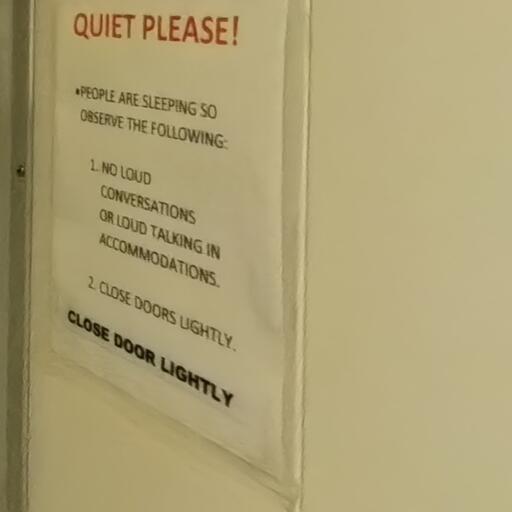 QUIET PLEASE!
•PEOPLE ARE SLEEPING SO
OBSERVE THE FOLLOWING:
1. NO LOUD
CONVERSATIONS
OR LOUD TALKING IN
ACCOMMODATIONS.
2. CLOSE DOORS LIGHTLY.
CLOSE DOOR LIGHTLY